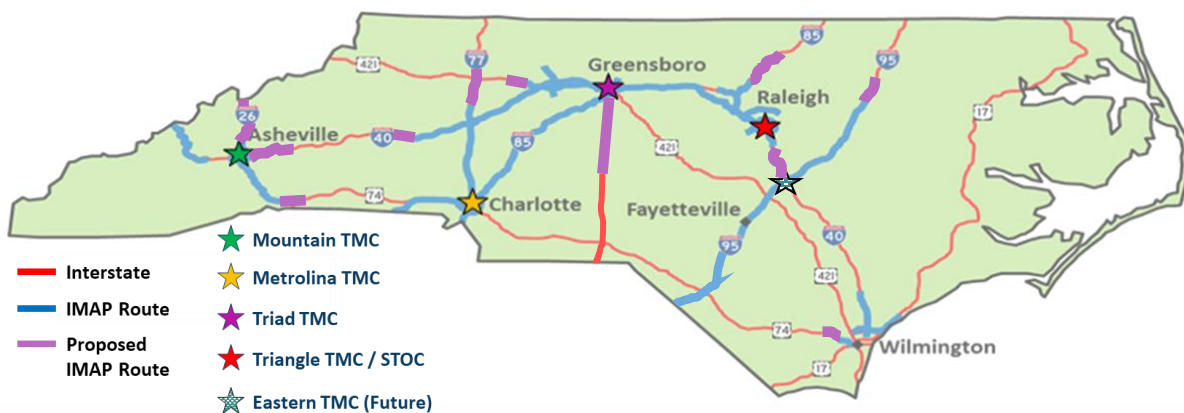 85
77
95
421
Greensboro
Raleigh
26
17
Asheville
40
85
421
74
Charlotte
Fayetteville
Mountain TMC
40
95
Interstate
Metrolina TMC
421
IMAP Route
Triad TMC
74
Proposed
IMAP Route
Wilmington
Triangle TMC / STOC
17
Eastern TMC (Future)